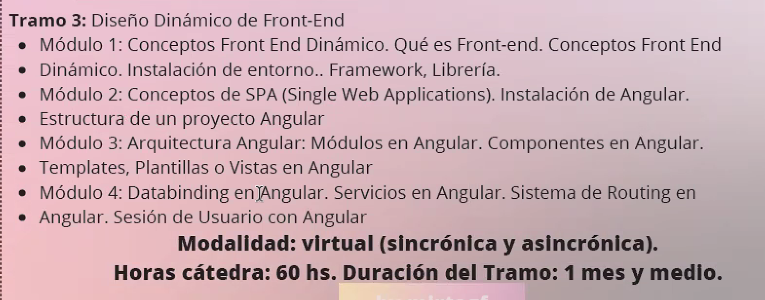 Tramo 3: Diseño Dinámico de Front-End
• Módulo 1: Conceptos Front End Dinámico. Qué es Front-end. Conceptos Front End
• Dinámico. Instalación de entorno.. Framework, Librería.
• Módulo 2: Conceptos de SPA (Single Web Applications). Instalación de Angular.
• Estructura de un proyecto Angular
• Módulo 3: Arquitectura Angular: Módulos en Angular. Componentes en Angular.
• Templates, Plantillas o Vistas en Angular
• Módulo 4: Databinding en Angular. Servicios en Angular. Sistema de Routing en
• Angular. Sesión de Usuario con Angular
Modalidad: virtual (sincrónica y asincrónica).
Horas cátedra: 60 hs. Duración del Tramo: 1 mes y medio.